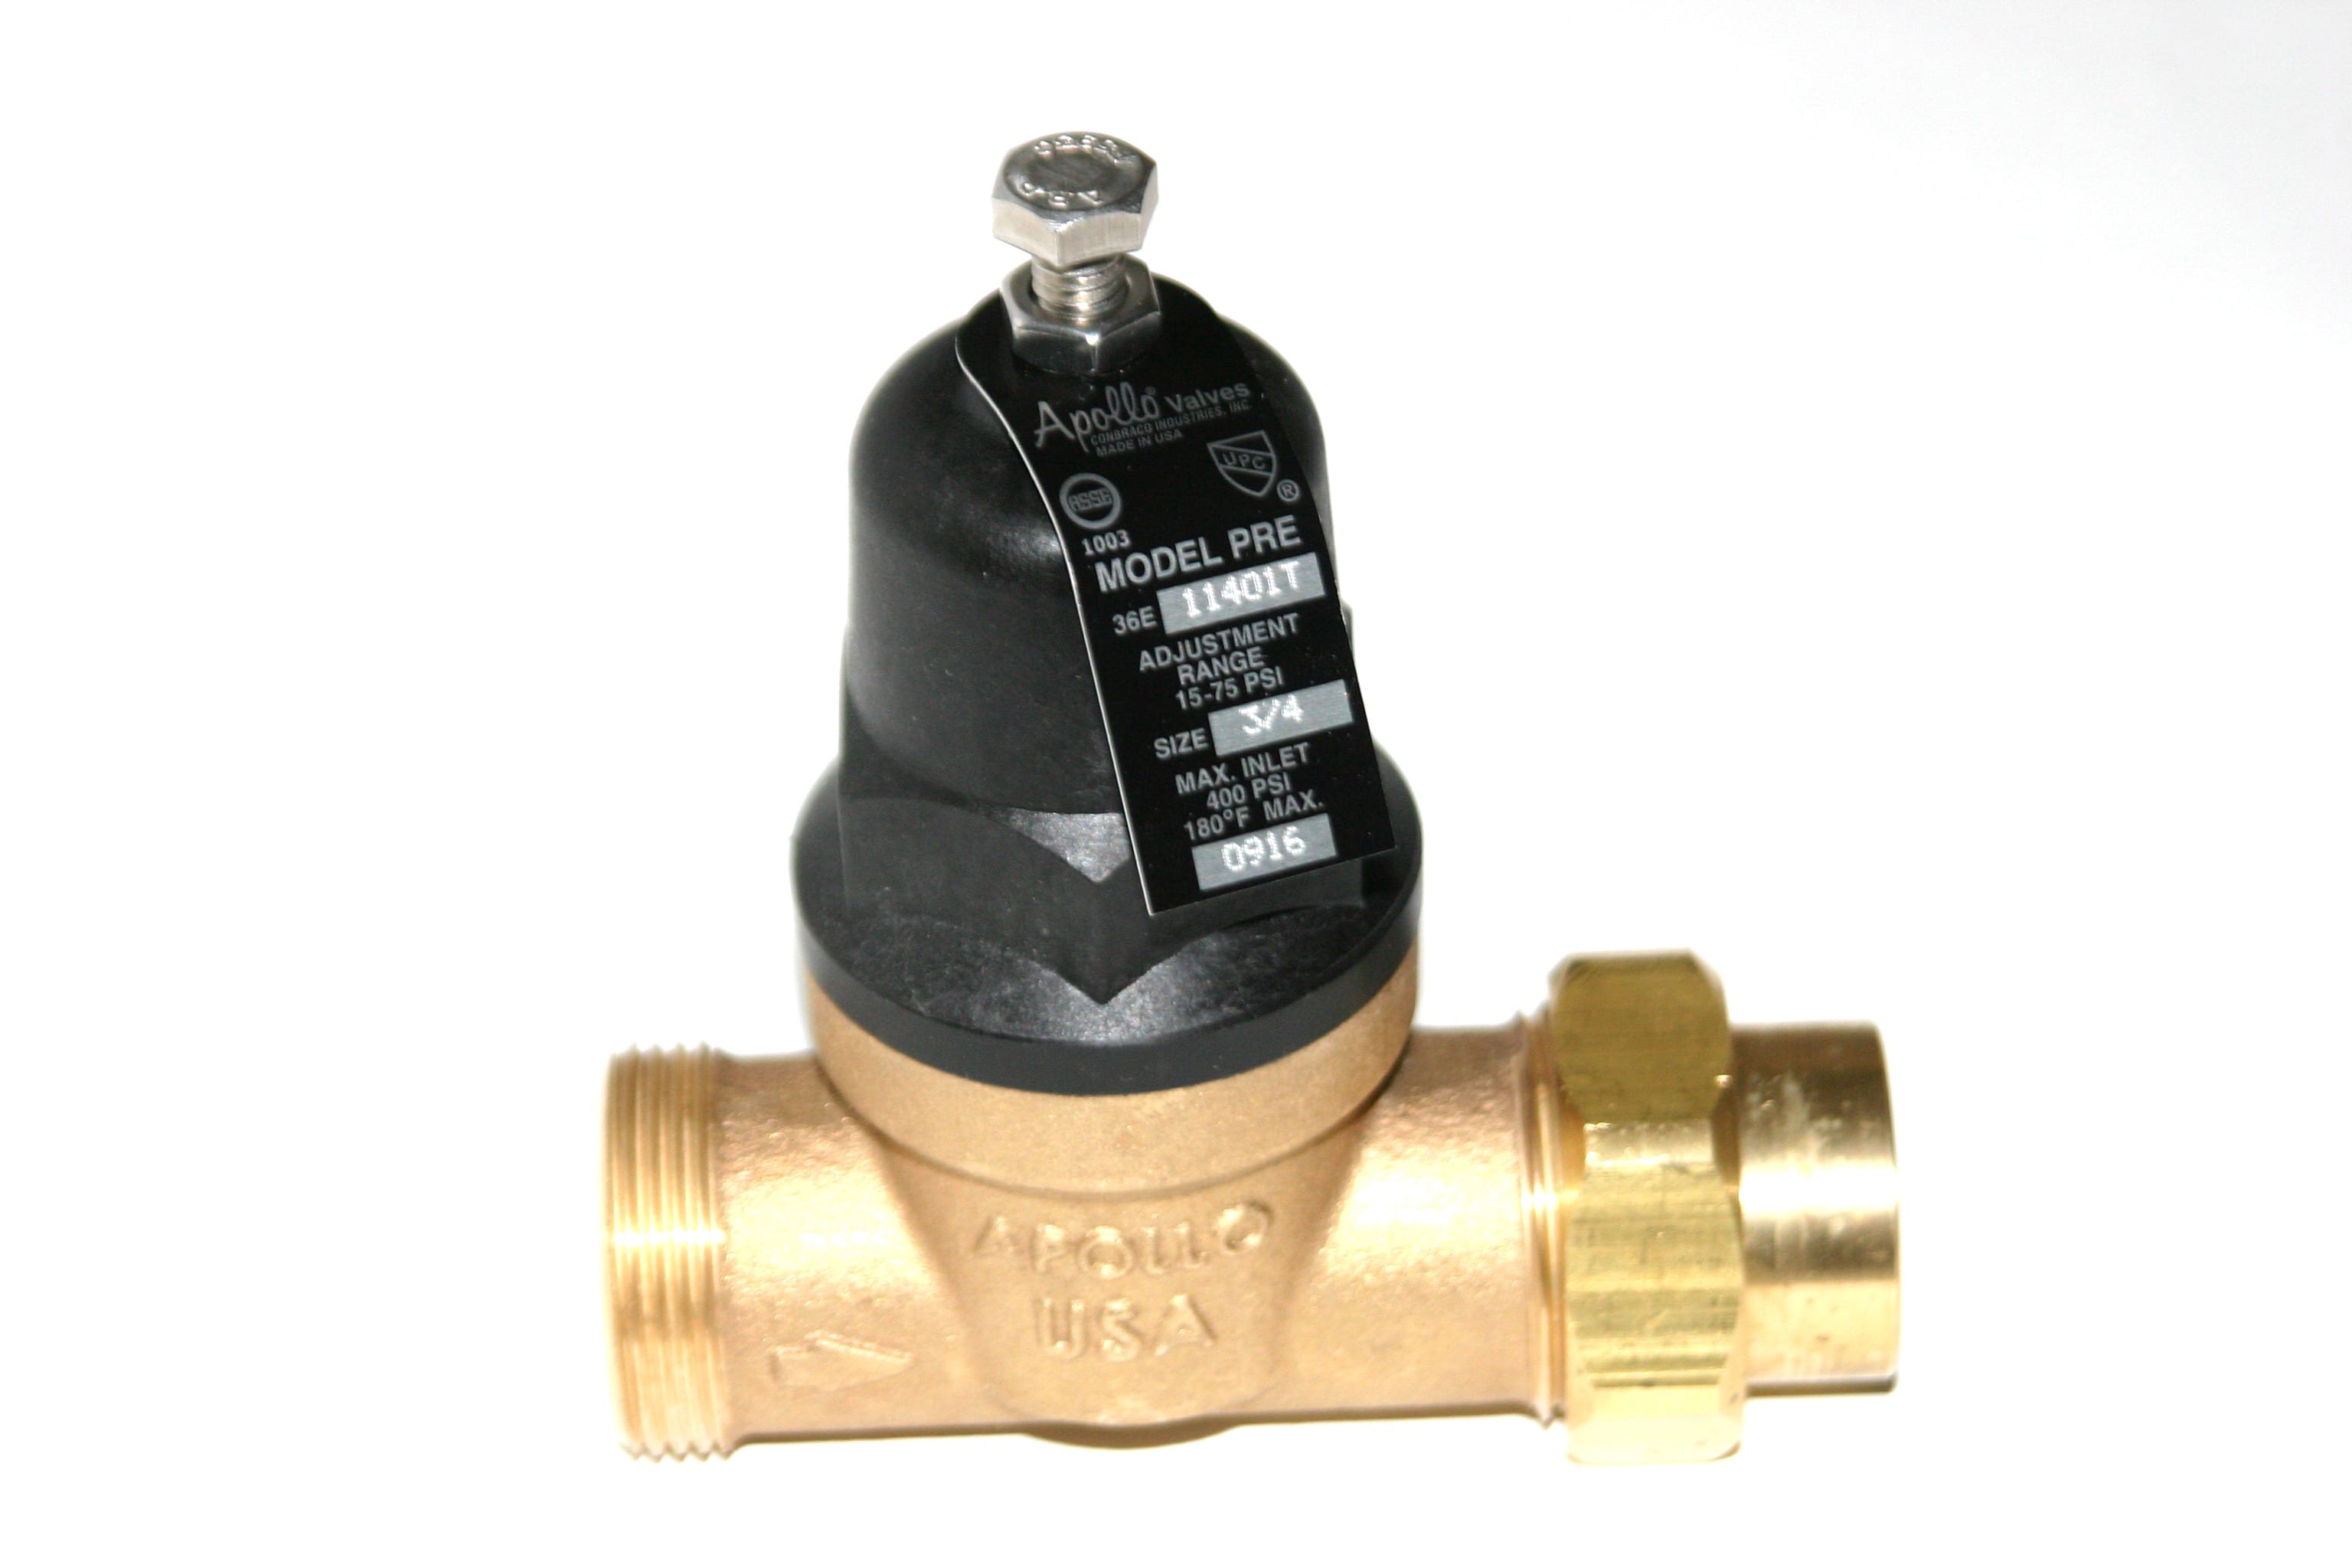 Apollo® Valves
CONBRACO INDUSTRIES, INC.
MADE IN USA
UPC
®
ASSE
1003
MODEL PRE
36E 11401T
ADJUSTMENT
RANGE
15-75 PSI
SIZE 3/4
MAX. INLET
400 PSI
180°F MAX.
0916
APOLLO
USA